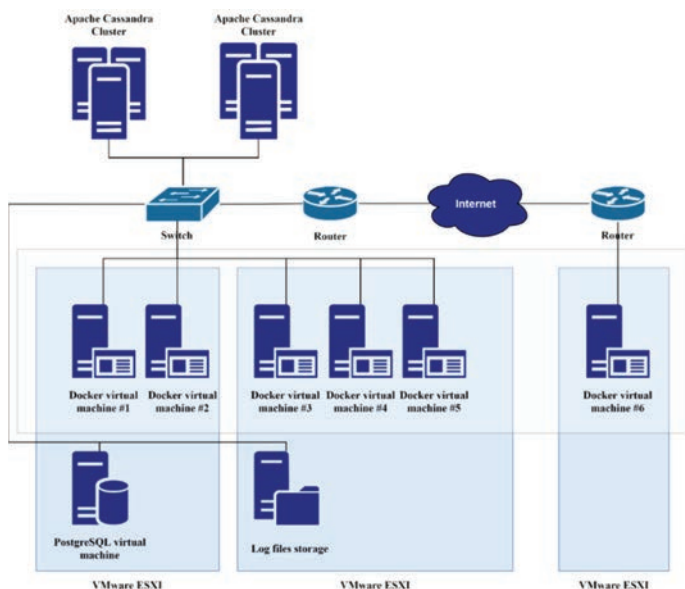 Apache Cassandra
Cluster
Apache Cassandra
Cluster
Switch
Router
Internet
Router
Docker virtual
machine #1
Docker virtual
machine #2
Docker virtual
machine #3
Docker virtual
machine #4
Docker virtual
machine #5
Docker virtual
machine #6
PostgreSQL virtual
machine
Log files storage
VMware ESXI
VMware ESXI
VMware ESXI